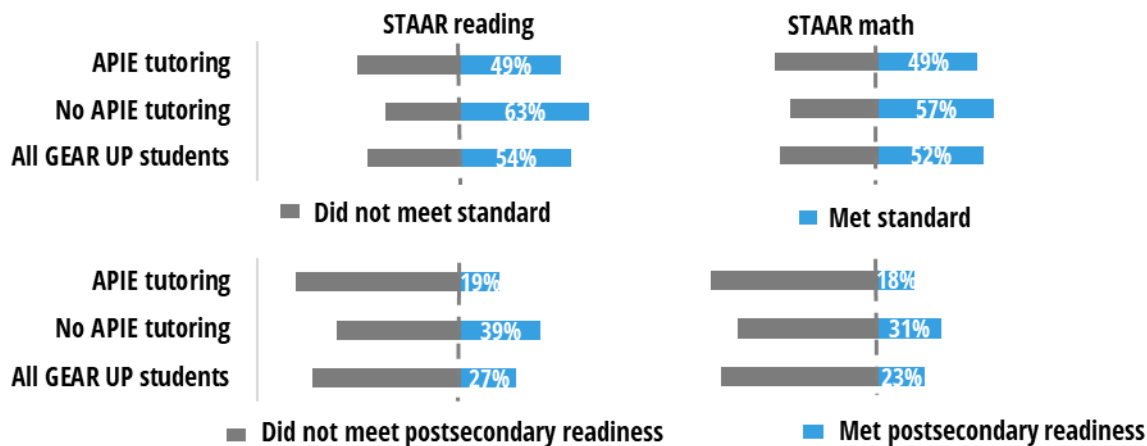 STAAR reading STAAR math
APIE tutoring 49% 49%
No APIE tutoring 63% 57%
All GEAR UP students 54% 52%
Did not meet standard Met standard
APIE tutoring 19% 18%
No APIE tutoring 39% 31%
All GEAR UP students 27% 23%
Did not meet postsecondary readiness Met postsecondary readiness